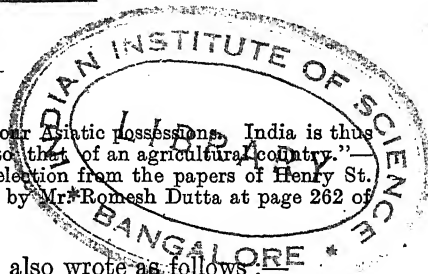 INDIAN INSTITUTE OF SCIENCE
LIBRARY
* BANGALORE *
our Asiatic possessions. India is thus
to that of an agricultural country."—
election from the papers of Henry St.
by Mr. Romesh Dutta at page 262 of
also wrote as follows :—